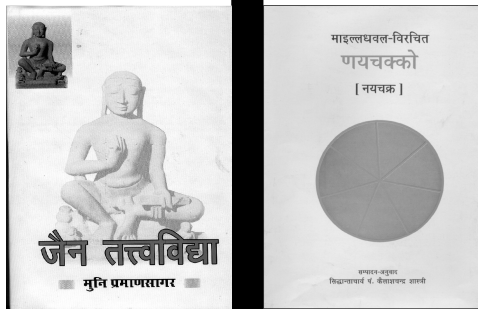 जैन तत्त्वविद्या
मुनि प्रमाणसागर
माइल्लधवल-विरचित
णयचक्को
[ नयचक्र ]
सम्पादन-अनुवाद
सिद्धान्ताचार्य पं. कैलाशचन्द्र शास्त्री